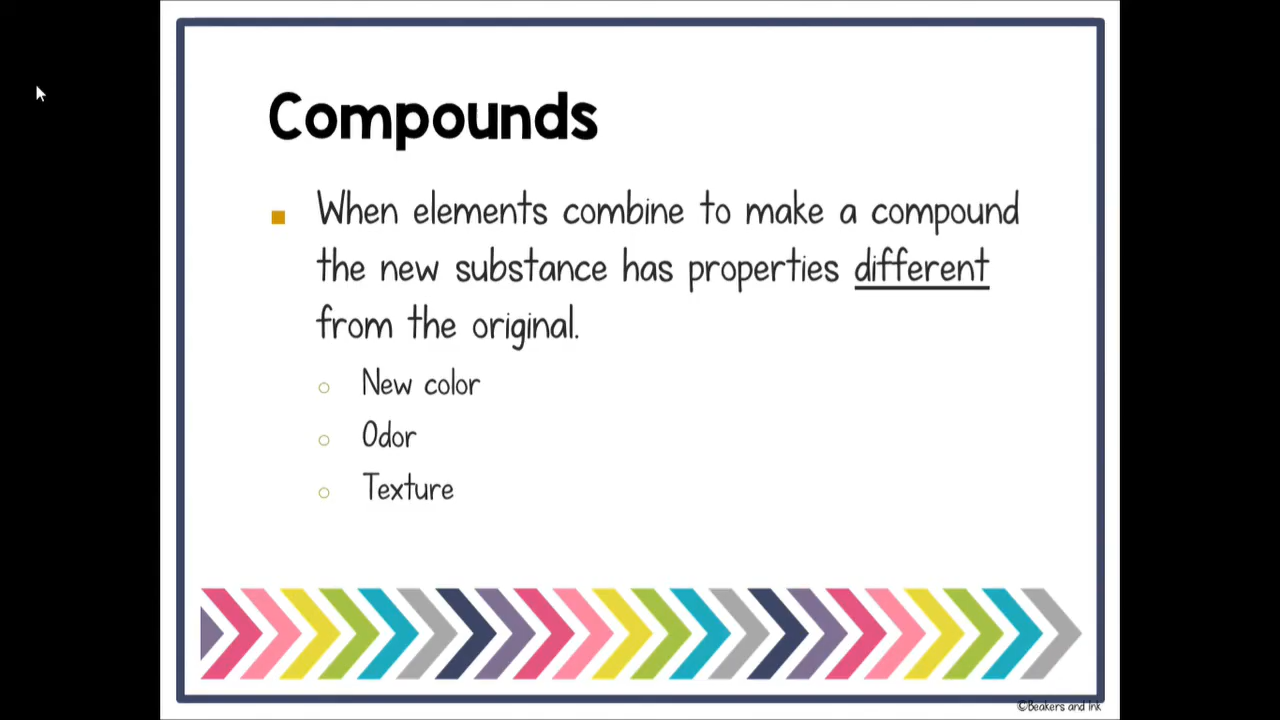 Compounds
When elements combine to make a compound
the new substance has properties different
from the original.
New color
Odor
Texture
©Beakers and Ink